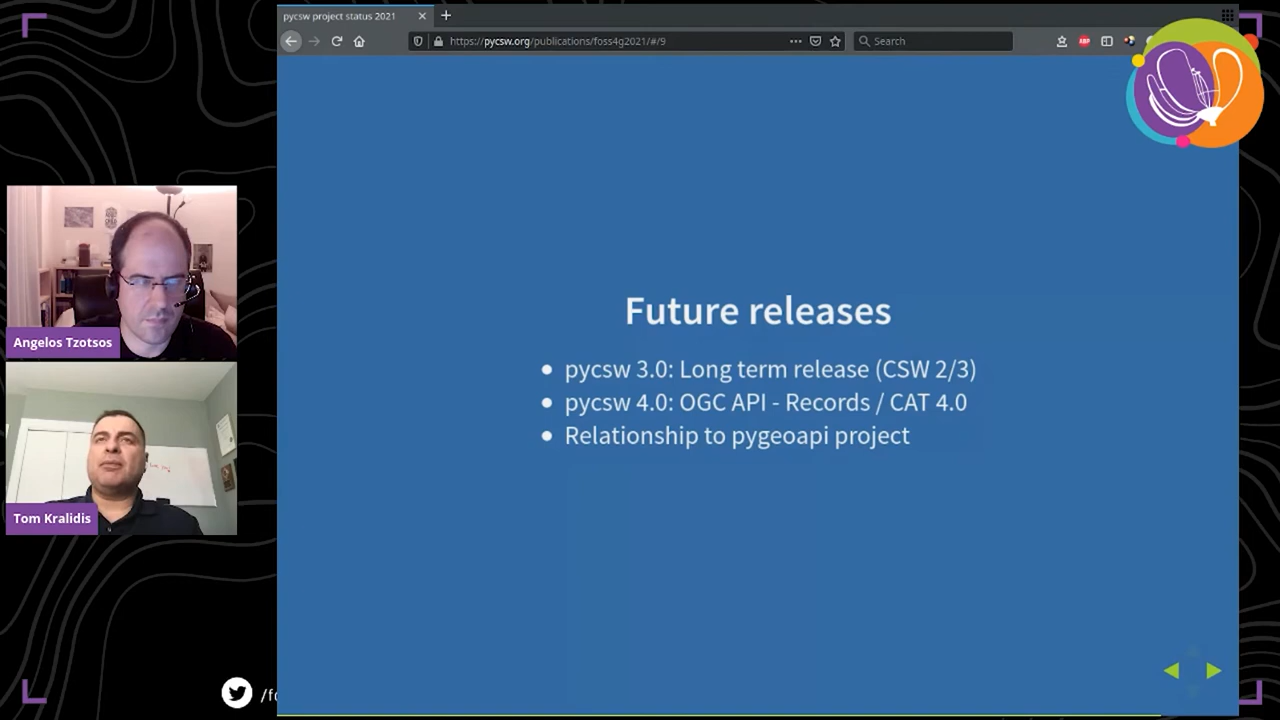 pycsw project status 2021
https://pycsw.org/publications/foss4g2021/#/9
Search
ABP
Future releases
pycsw 3.0: Long term release (CSW 2/3)
pycsw 4.0: OGC API - Records / CAT 4.0
Relationship to pygeoapi project
Angelos Tzotsos
Tom Kralidis
/fo